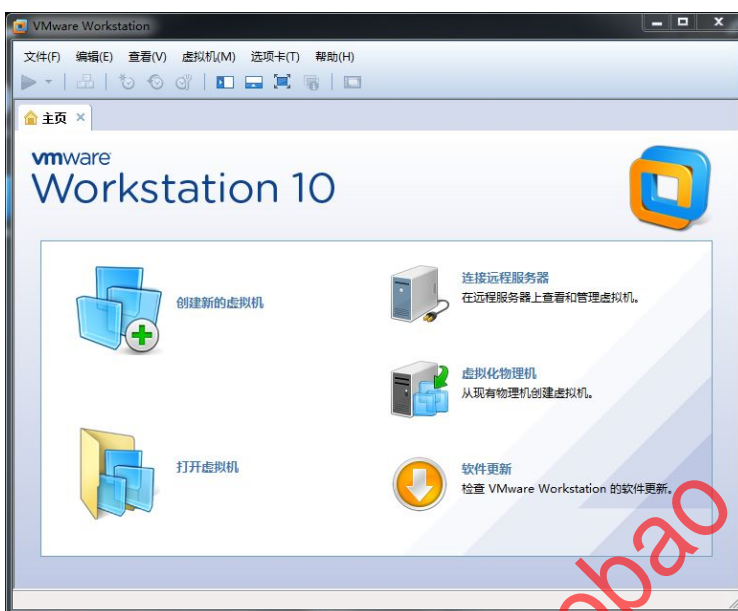 VMware Workstation
文件(F) 编辑(E) 查看(V) 虚拟机(M) 选项卡(T) 帮助(H)
主页
vmware
Workstation 10
创建新的虚拟机
连接远程服务器
在远程服务器上查看和管理虚拟机。
虚拟化物理机
从现有物理机创建虚拟机。
打开虚拟机
软件更新
检查 VMware Workstation 的软件更新。